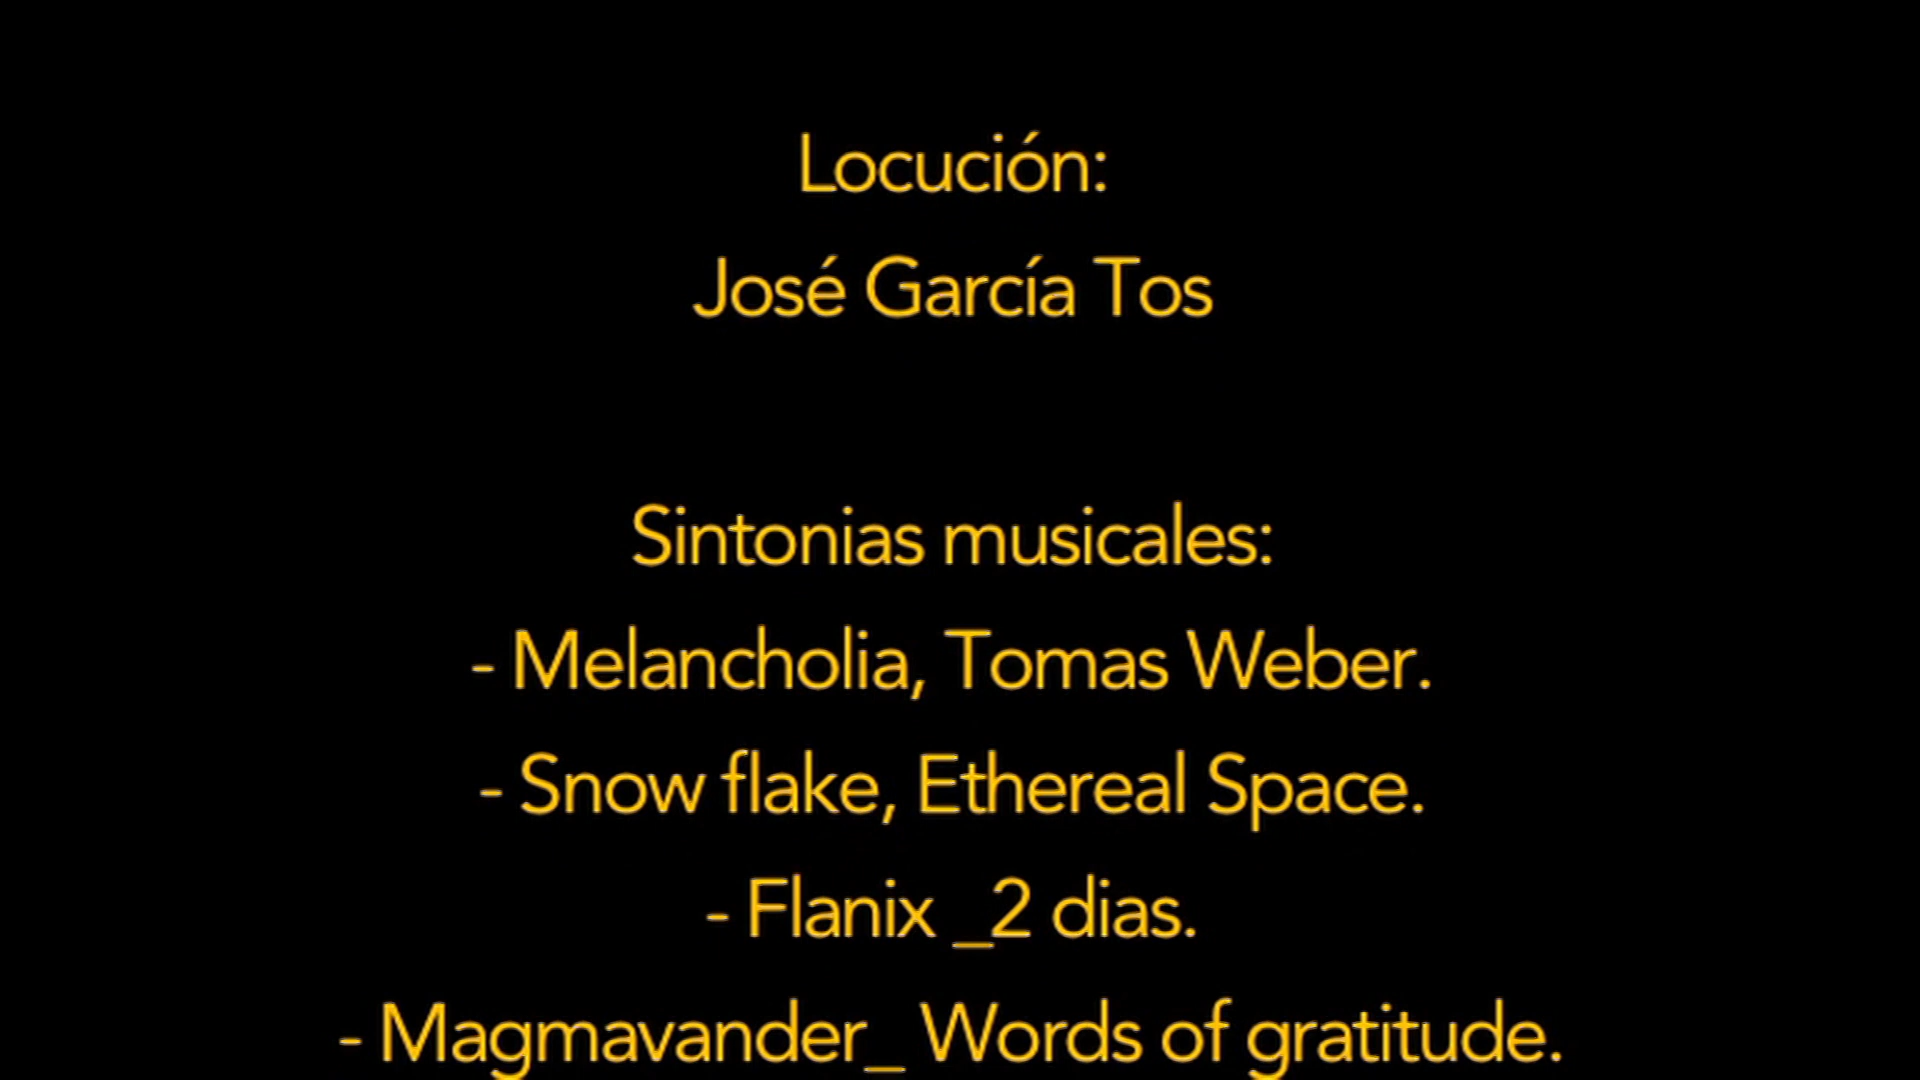 Locución:
José García Tos
Sintonias musicales:
- Melancholia, Tomas Weber.
- Snow flake, Ethereal Space.
- Flanix _2 dias.
- Magmavander_ Words of gratitude.